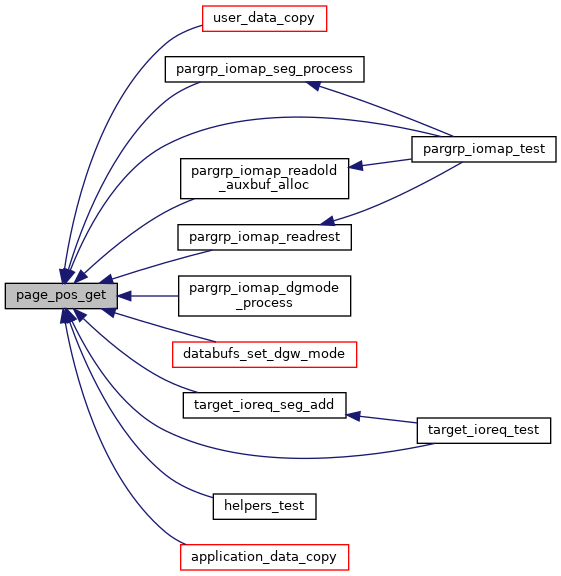 user_data_copy
pargrp_iomap_seg_process
pargrp_iomap_test
pargrp_iomap_readold
_auxbuf_alloc
pargrp_iomap_readrest
page_pos_get
pargrp_iomap_dgmode
_process
databufs_set_dgw_mode
target_ioreq_seg_add
target_ioreq_test
helpers_test
application_data_copy